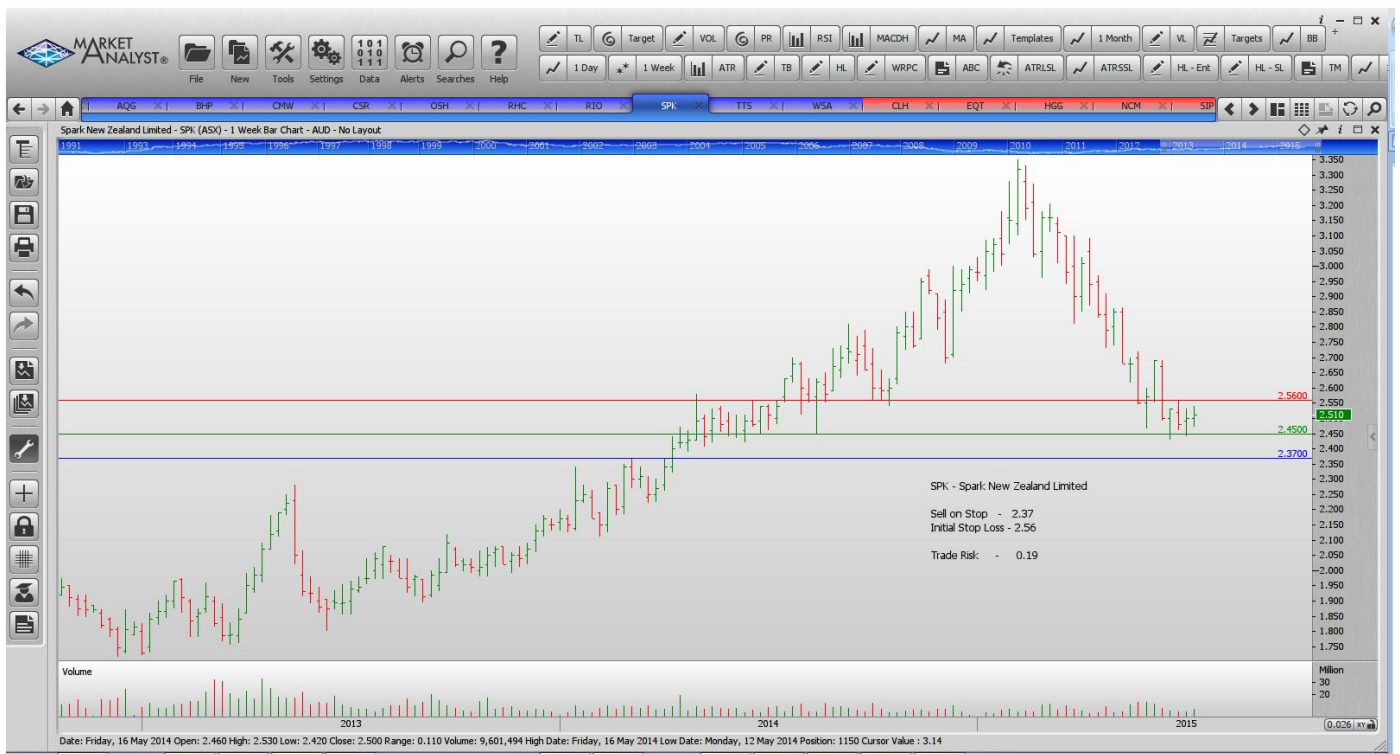 i
MARKET
ANALYST®
File New Tools Settings Data Alerts Searches Help
101
010
111
?
TL Target VOL PR RSI MACDH MA Templates 1 Month VL Targets BB
1 Day 1 Week ATR TB HL WRPC ABC ATRLSL ATRSSL HL - Ent HL - SL TM
AQG BHP CMW CSR OSH RHC RIO SPK TTS WSA CLH EQT HGG NCM SIP
Spark New Zealand Limited - SPK (ASX) - 1 Week Bar Chart - AUD - No Layout
1991 1993 1994 1995 1996 1997 1998 1999 2000 2001 2002 2003 2004 2005 2006 2007 2008 2009 2010 2011 2012 2013 2014 2015
3.350
3.300
3.250
3.200
3.150
3.100
3.050
3.000
2.950
2.900
2.850
2.800
2.750
2.700
2.650
2.600
2.5600
2.550
2.510
2.4500
2.450
2.400
2.3700
2.350
2.300
2.250
2.200
2.150
2.100
2.050
2.000
1.950
1.900
1.850
1.800
1.750
SPK - Spark New Zealand Limited
Sell on Stop - 2.37
Initial Stop Loss - 2.56
Trade Risk - 0.19
Volume
Million
30
20
2013 2014 2015
0.026 XY
Date: Friday, 16 May 2014 Open: 2.460 High: 2.530 Low: 2.420 Close: 2.500 Range: 0.110 Volume: 9,601,494 High Date: Friday, 16 May 2014 Low Date: Monday, 12 May 2014 Position: 1150 Cursor Value : 3.14